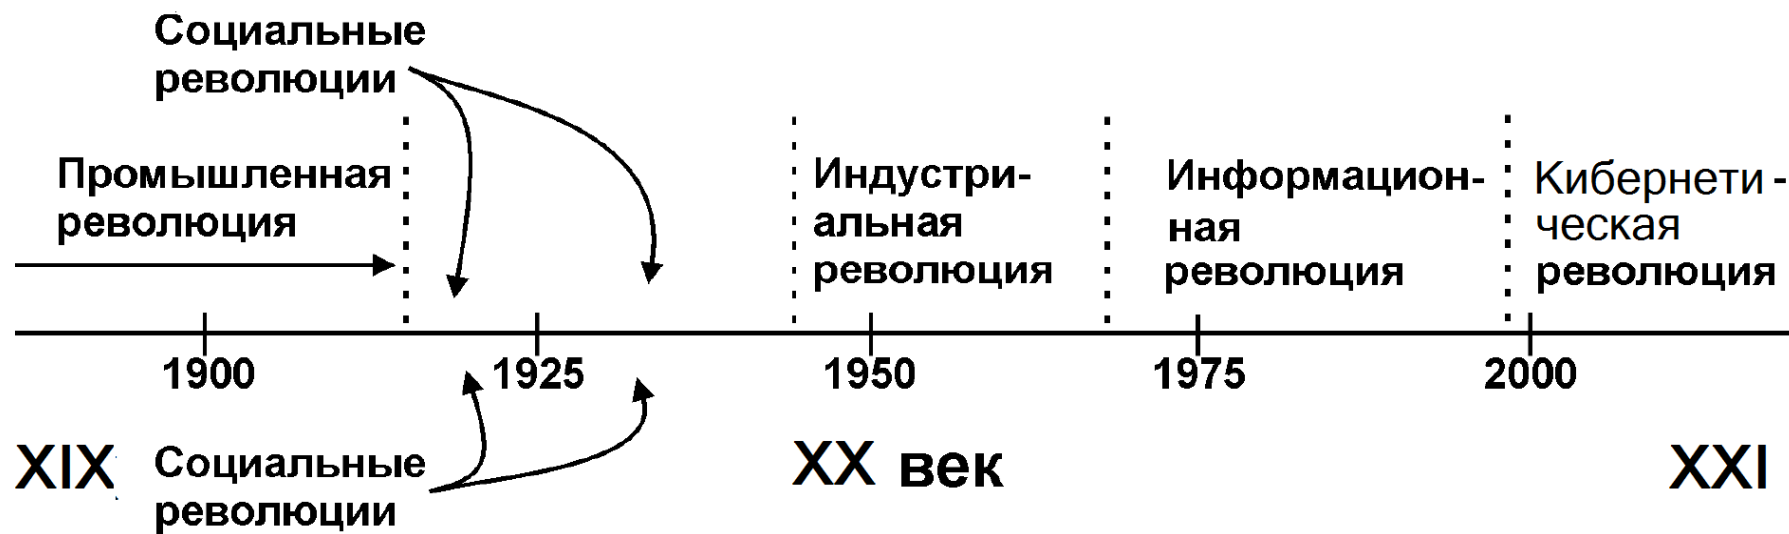 Социальные
революции
Промышленная
революция
Индустри-
альная
революция
Информацион-
ная
революция
Кибернети-
ческая
революция
1900 1925 1950 1975 2000
XIX XX век XXI
Социальные
революции